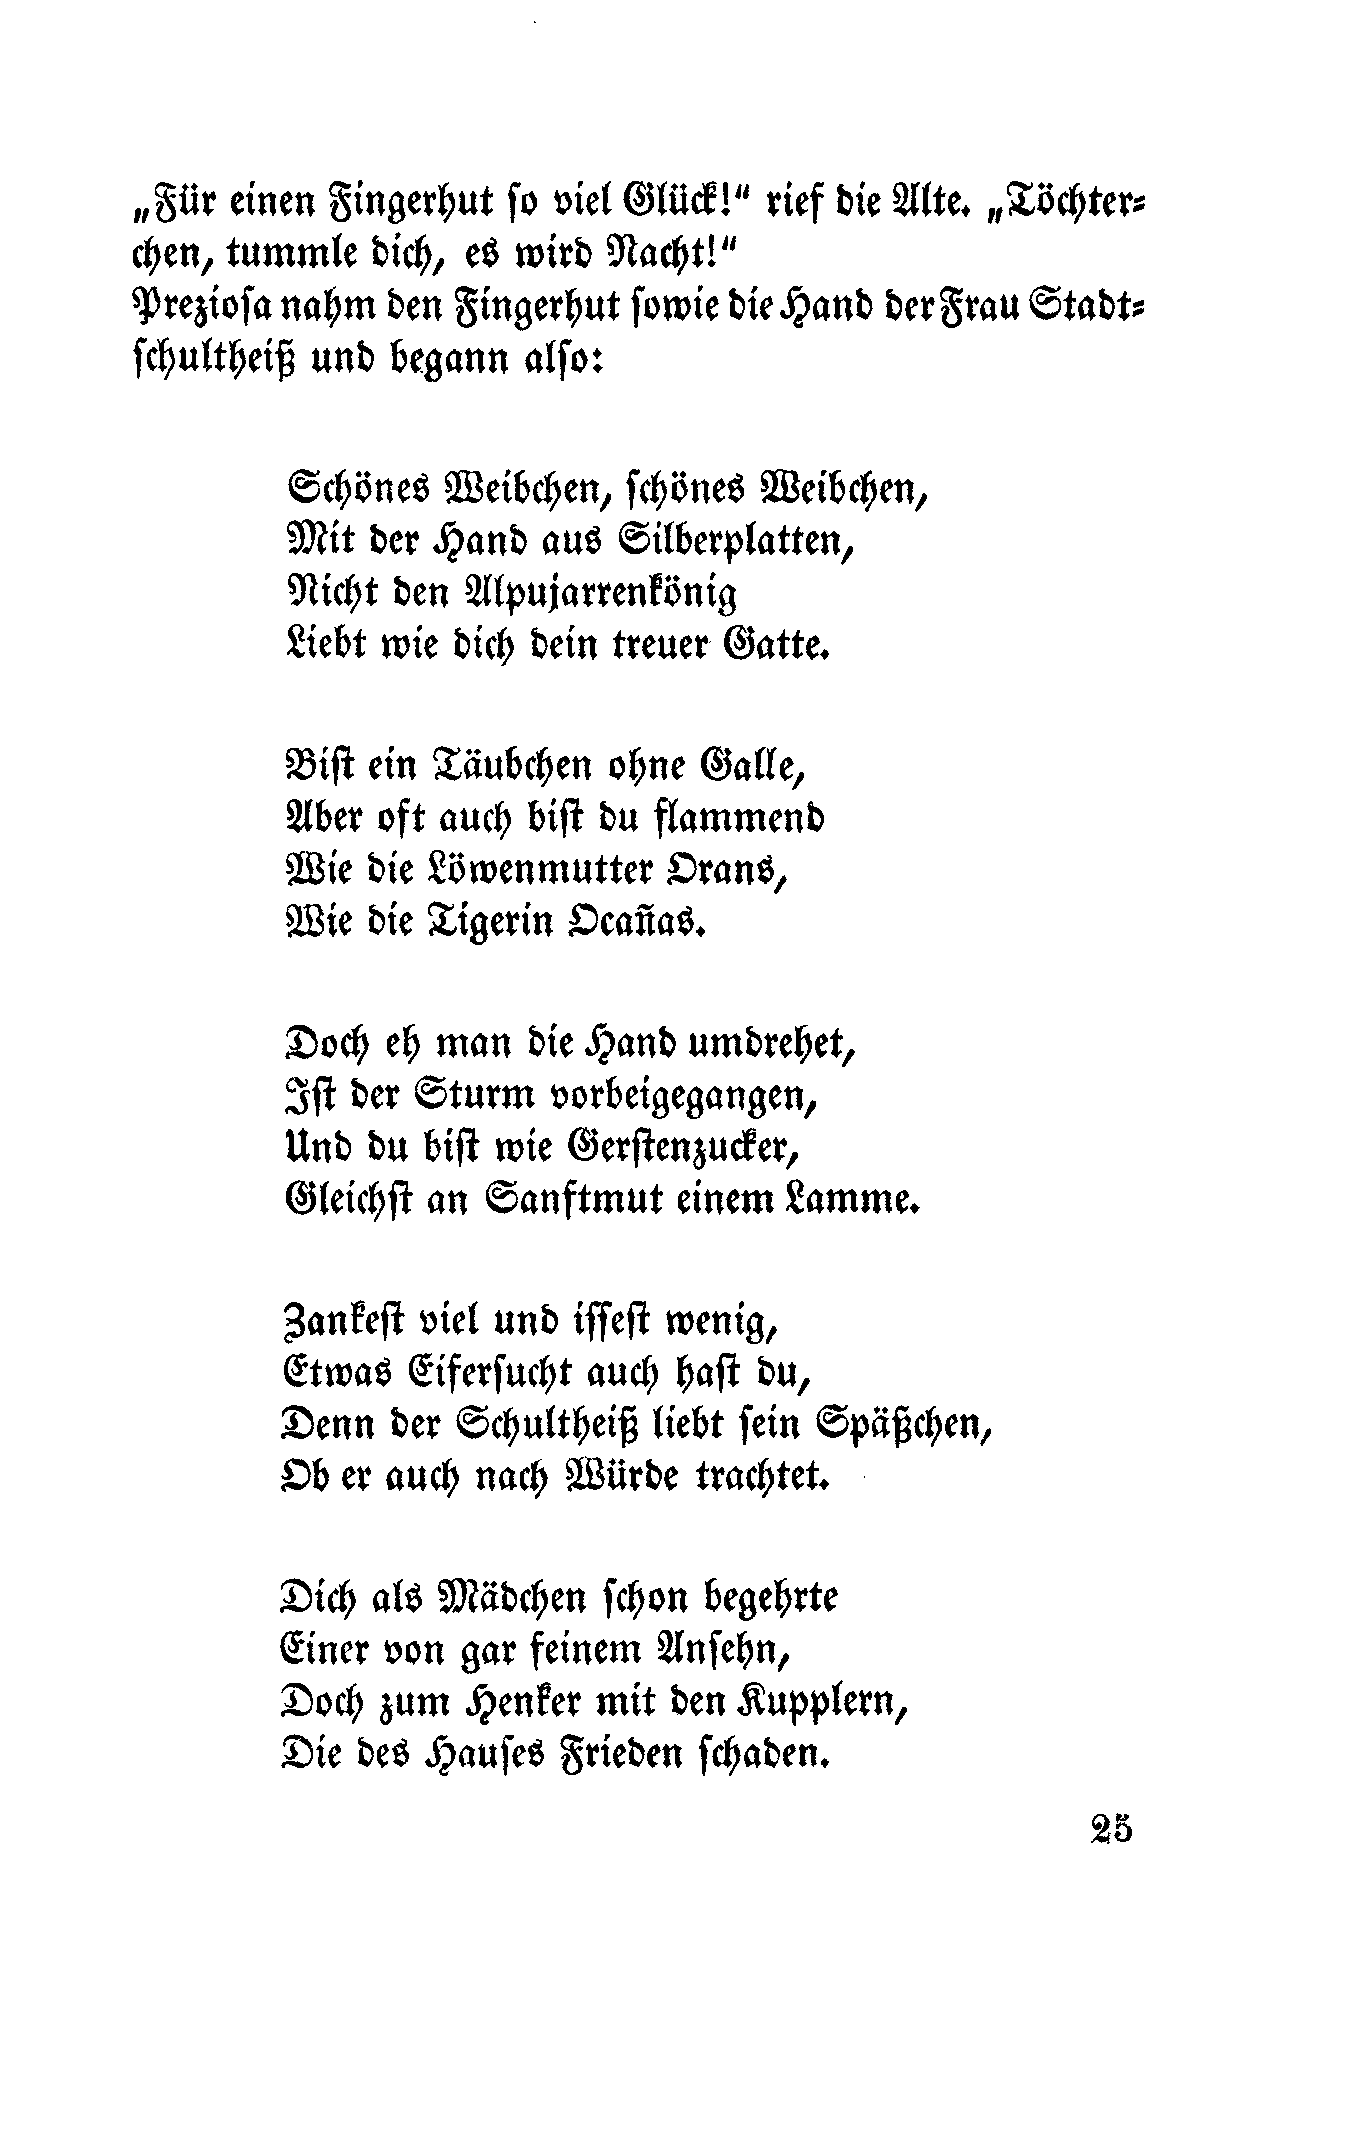 „Für einen Fingerhut so viel Glück!“ rief die Alte. „Töchter-
chen, tummle dich, es wird Nacht!“
Preziosa nahm den Fingerhut sowie die Hand der Frau Stadt-
schultheiß und begann also:
Schönes Weibchen, schönes Weibchen,
Mit der Hand aus Silberplatten,
Nicht den Alpujarrenkönig
Liebt wie dich dein treuer Gatte.
Bist ein Täubchen ohne Galle,
Aber oft auch bist du flammend
Wie die Löwenmutter Orans,
Wie die Tigerin Ocañas.
Doch eh man die Hand umdrehet,
Ist der Sturm vorbeigegangen,
Und du bist wie Gerstenzucker,
Gleichst an Sanftmut einem Lamme.
Zankest viel und issest wenig,
Etwas Eifersucht auch hast du,
Denn der Schultheiß liebt sein Späßchen,
Ob er auch nach Würde trachtet.
Dich als Mädchen schon begehrte
Einer von gar feinem Ansehn,
Doch zum Henker mit den Kupplern,
Die des Hauses Frieden schaden.
25